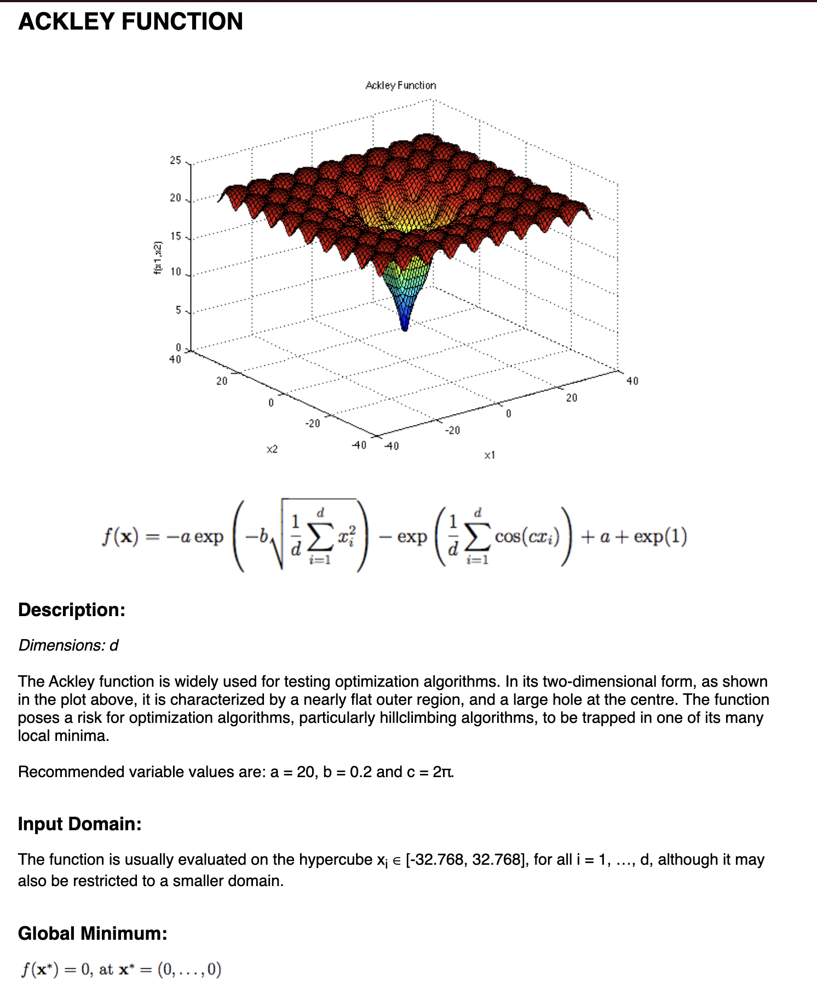 ACKLEY FUNCTION
Ackley Function
25
20
15
10
5
0
f(x1,x2)
40
20
0
-20
-40
x2
-40
-20
0
20
40
x1
f(x) = −a exp(−b√(1/d ∑_{i=1}^{d} x_i^2)) − exp(1/d ∑_{i=1}^{d} cos(cx_i)) + a + exp(1)
Description:
Dimensions: d
The Ackley function is widely used for testing optimization algorithms. In its two-dimensional form, as shown
in the plot above, it is characterized by a nearly flat outer region, and a large hole at the centre. The function
poses a risk for optimization algorithms, particularly hillclimbing algorithms, to be trapped in one of its many
local minima.
Recommended variable values are: a = 20, b = 0.2 and c = 2π.
Input Domain:
The function is usually evaluated on the hypercube xᵢ ∈ [-32.768, 32.768], for all i = 1, …, d, although it may
also be restricted to a smaller domain.
Global Minimum:
f(x*) = 0, at x* = (0, . . . , 0)